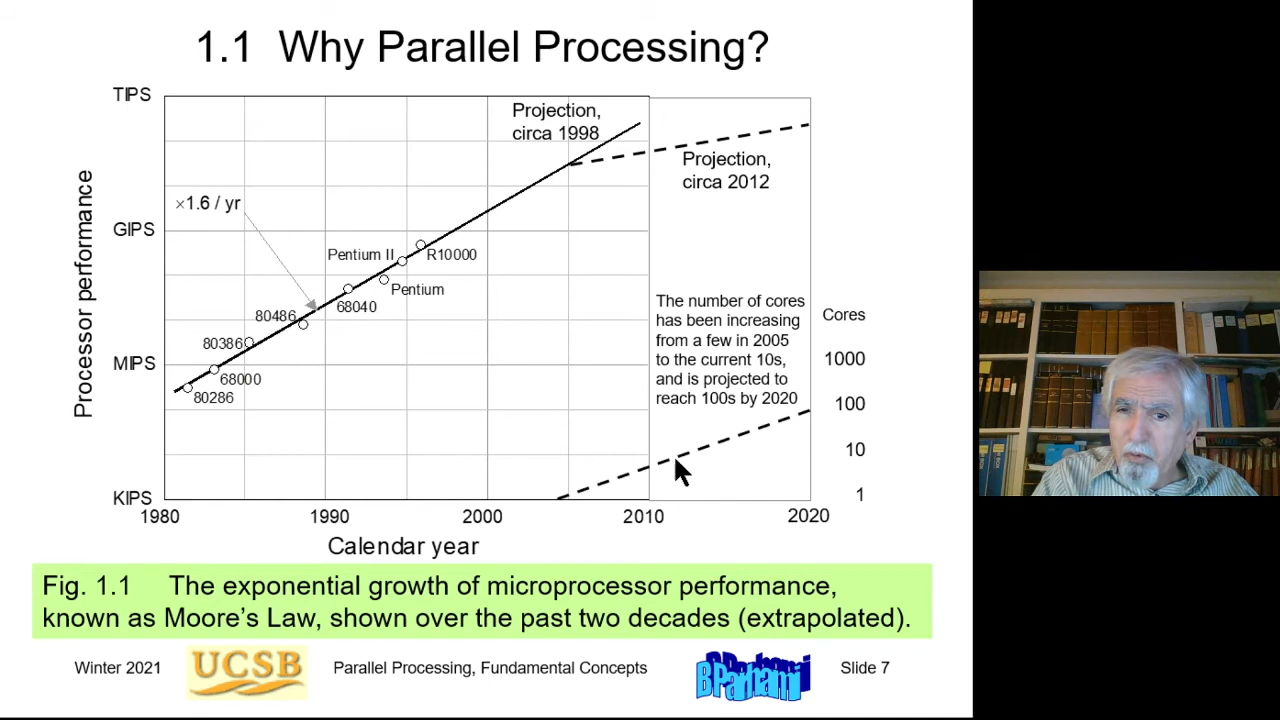 1.1 Why Parallel Processing?
TIPS
GIPS
MIPS
KIPS
Processor performance
Projection,
circa 1998
Projection,
circa 2012
×1.6 / yr
Pentium II
R10000
Pentium
68040
80486
80386
68000
80286
The number of cores
has been increasing
from a few in 2005
to the current 10s,
and is projected to
reach 100s by 2020
Cores
1000
100
10
1
1980
1990
2000
2010
2020
Calendar year
Fig. 1.1 The exponential growth of microprocessor performance,
known as Moore's Law, shown over the past two decades (extrapolated).
Winter 2021
UCSB
Parallel Processing, Fundamental Concepts
B Parhami
Slide 7